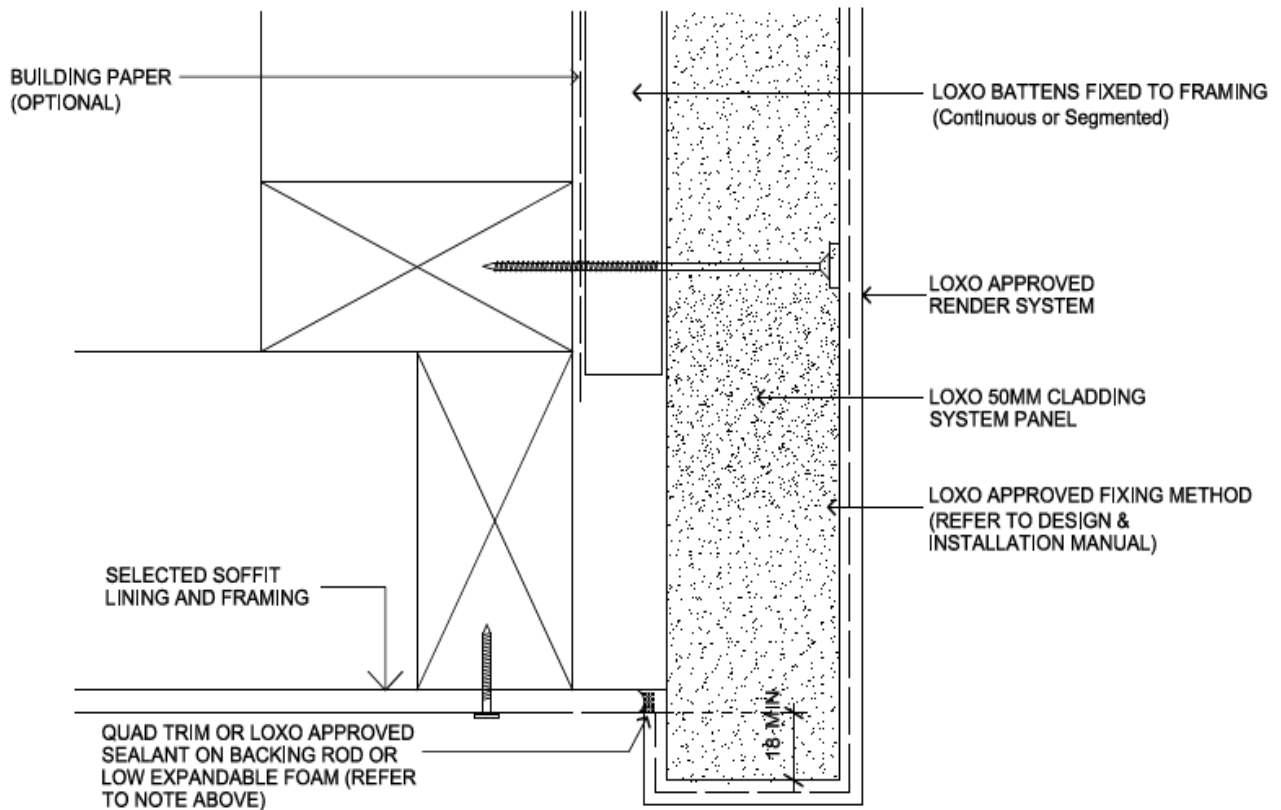 BUILDING PAPER
(OPTIONAL)
LOXO BATTENS FIXED TO FRAMING
(Continuous or Segmented)
LOXO APPROVED
RENDER SYSTEM
LOXO 50MM CLADDING
SYSTEM PANEL
LOXO APPROVED FIXING METHOD
(REFER TO DESIGN &
INSTALLATION MANUAL)
SELECTED SOFFIT
LINING AND FRAMING
18 MIN
QUAD TRIM OR LOXO APPROVED
SEALANT ON BACKING ROD OR
LOW EXPANDABLE FOAM (REFER
TO NOTE ABOVE)